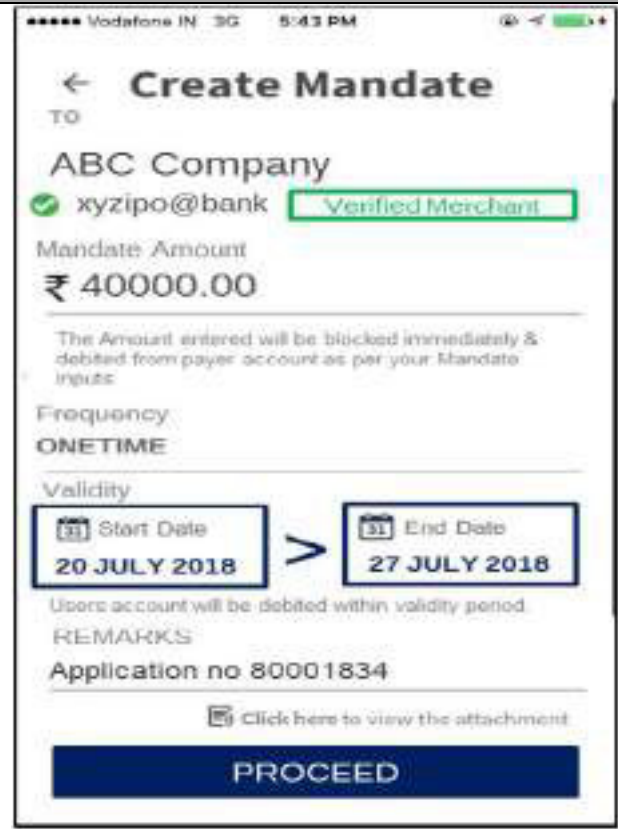 Vodafone IN 3G 5:43 PM
← Create Mandate
TO
ABC Company
xyzipo@bank Verified Merchant
Mandate Amount
₹ 40000.00
The Amount entered will be blocked immediately &
debited from payer account as per your Mandate
inputs
Frequency
ONETIME
Validity
31 Start Date > 31 End Date
20 JULY 2018 27 JULY 2018
Users account will be debited within validity period
REMARKS
Application no 80001834
Click here to view the attachment
PROCEED